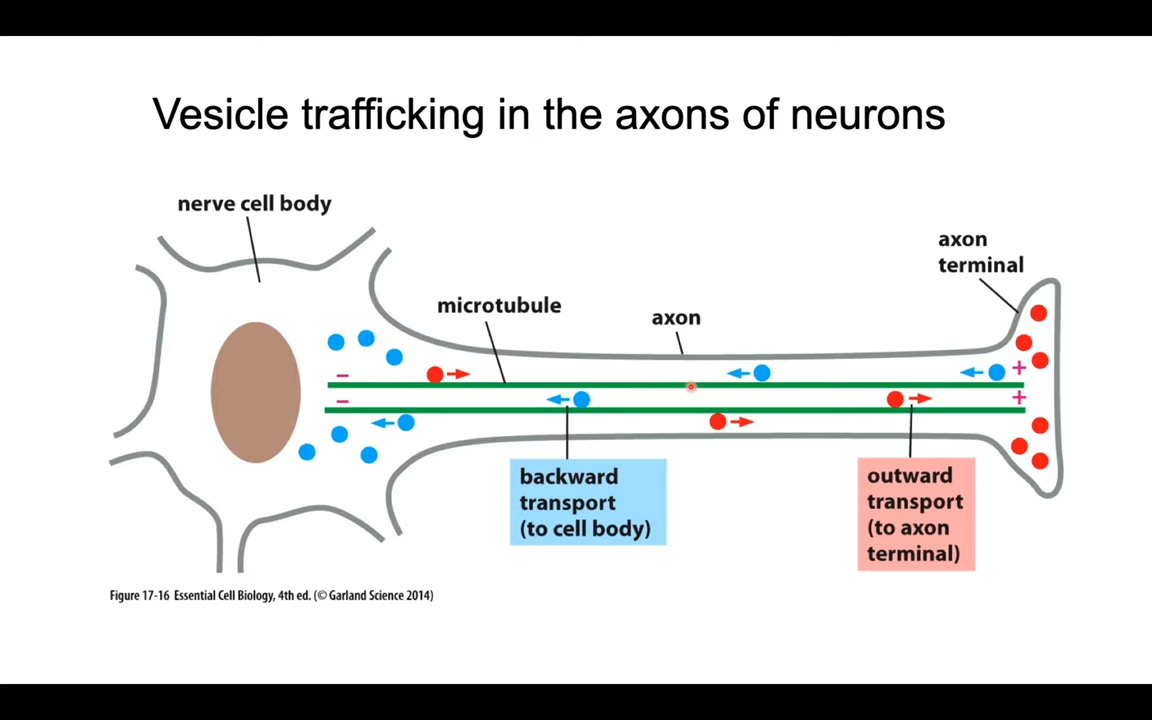 Vesicle trafficking in the axons of neurons
nerve cell body
axon
terminal
microtubule
axon
−
+
−
+
backward
transport
(to cell body)
outward
transport
(to axon
terminal)
Figure 17-16 Essential Cell Biology, 4th ed. (© Garland Science 2014)